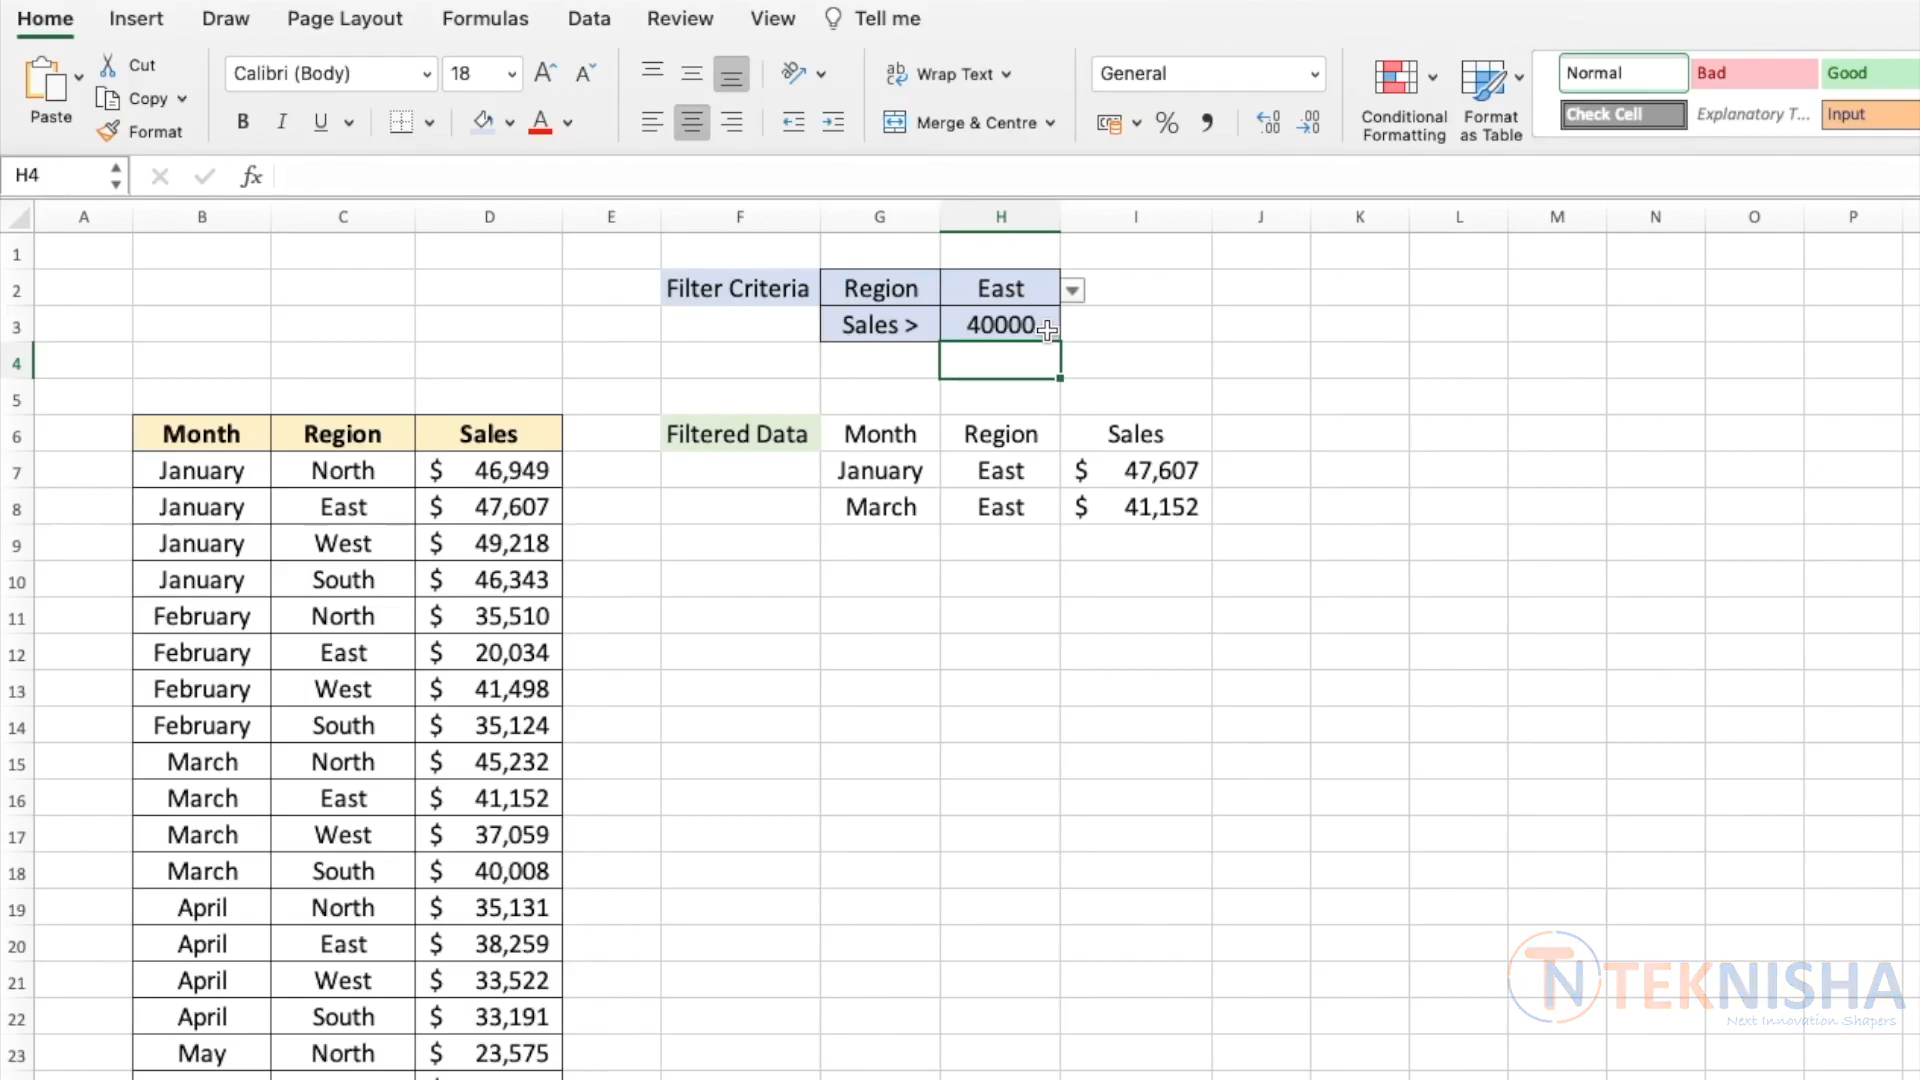 Home Insert Draw Page Layout Formulas Data Review View Tell me
Paste
Cut
Copy
Format
Calibri (Body) 18 A A
B I U A
ab Wrap Text
Merge & Centre
General
%
Conditional Formatting
Format as Table
Normal Bad Good
Check Cell Explanatory T... Input
H4 fx
A B C D E F G H I J K L M N O P
1
2 Filter Criteria Region East
3 Sales > 40000
4
5
6 Month Region Sales Filtered Data Month Region Sales
7 January North $ 46,949 January East $ 47,607
8 January East $ 47,607 March East $ 41,152
9 January West $ 49,218
10 January South $ 46,343
11 February North $ 35,510
12 February East $ 20,034
13 February West $ 41,498
14 February South $ 35,124
15 March North $ 45,232
16 March East $ 41,152
17 March West $ 37,059
18 March South $ 40,008
19 April North $ 35,131
20 April East $ 38,259
21 April West $ 33,522
22 April South $ 33,191
23 May North $ 23,575
TN TEKNISHA
Next Innovation Shapers